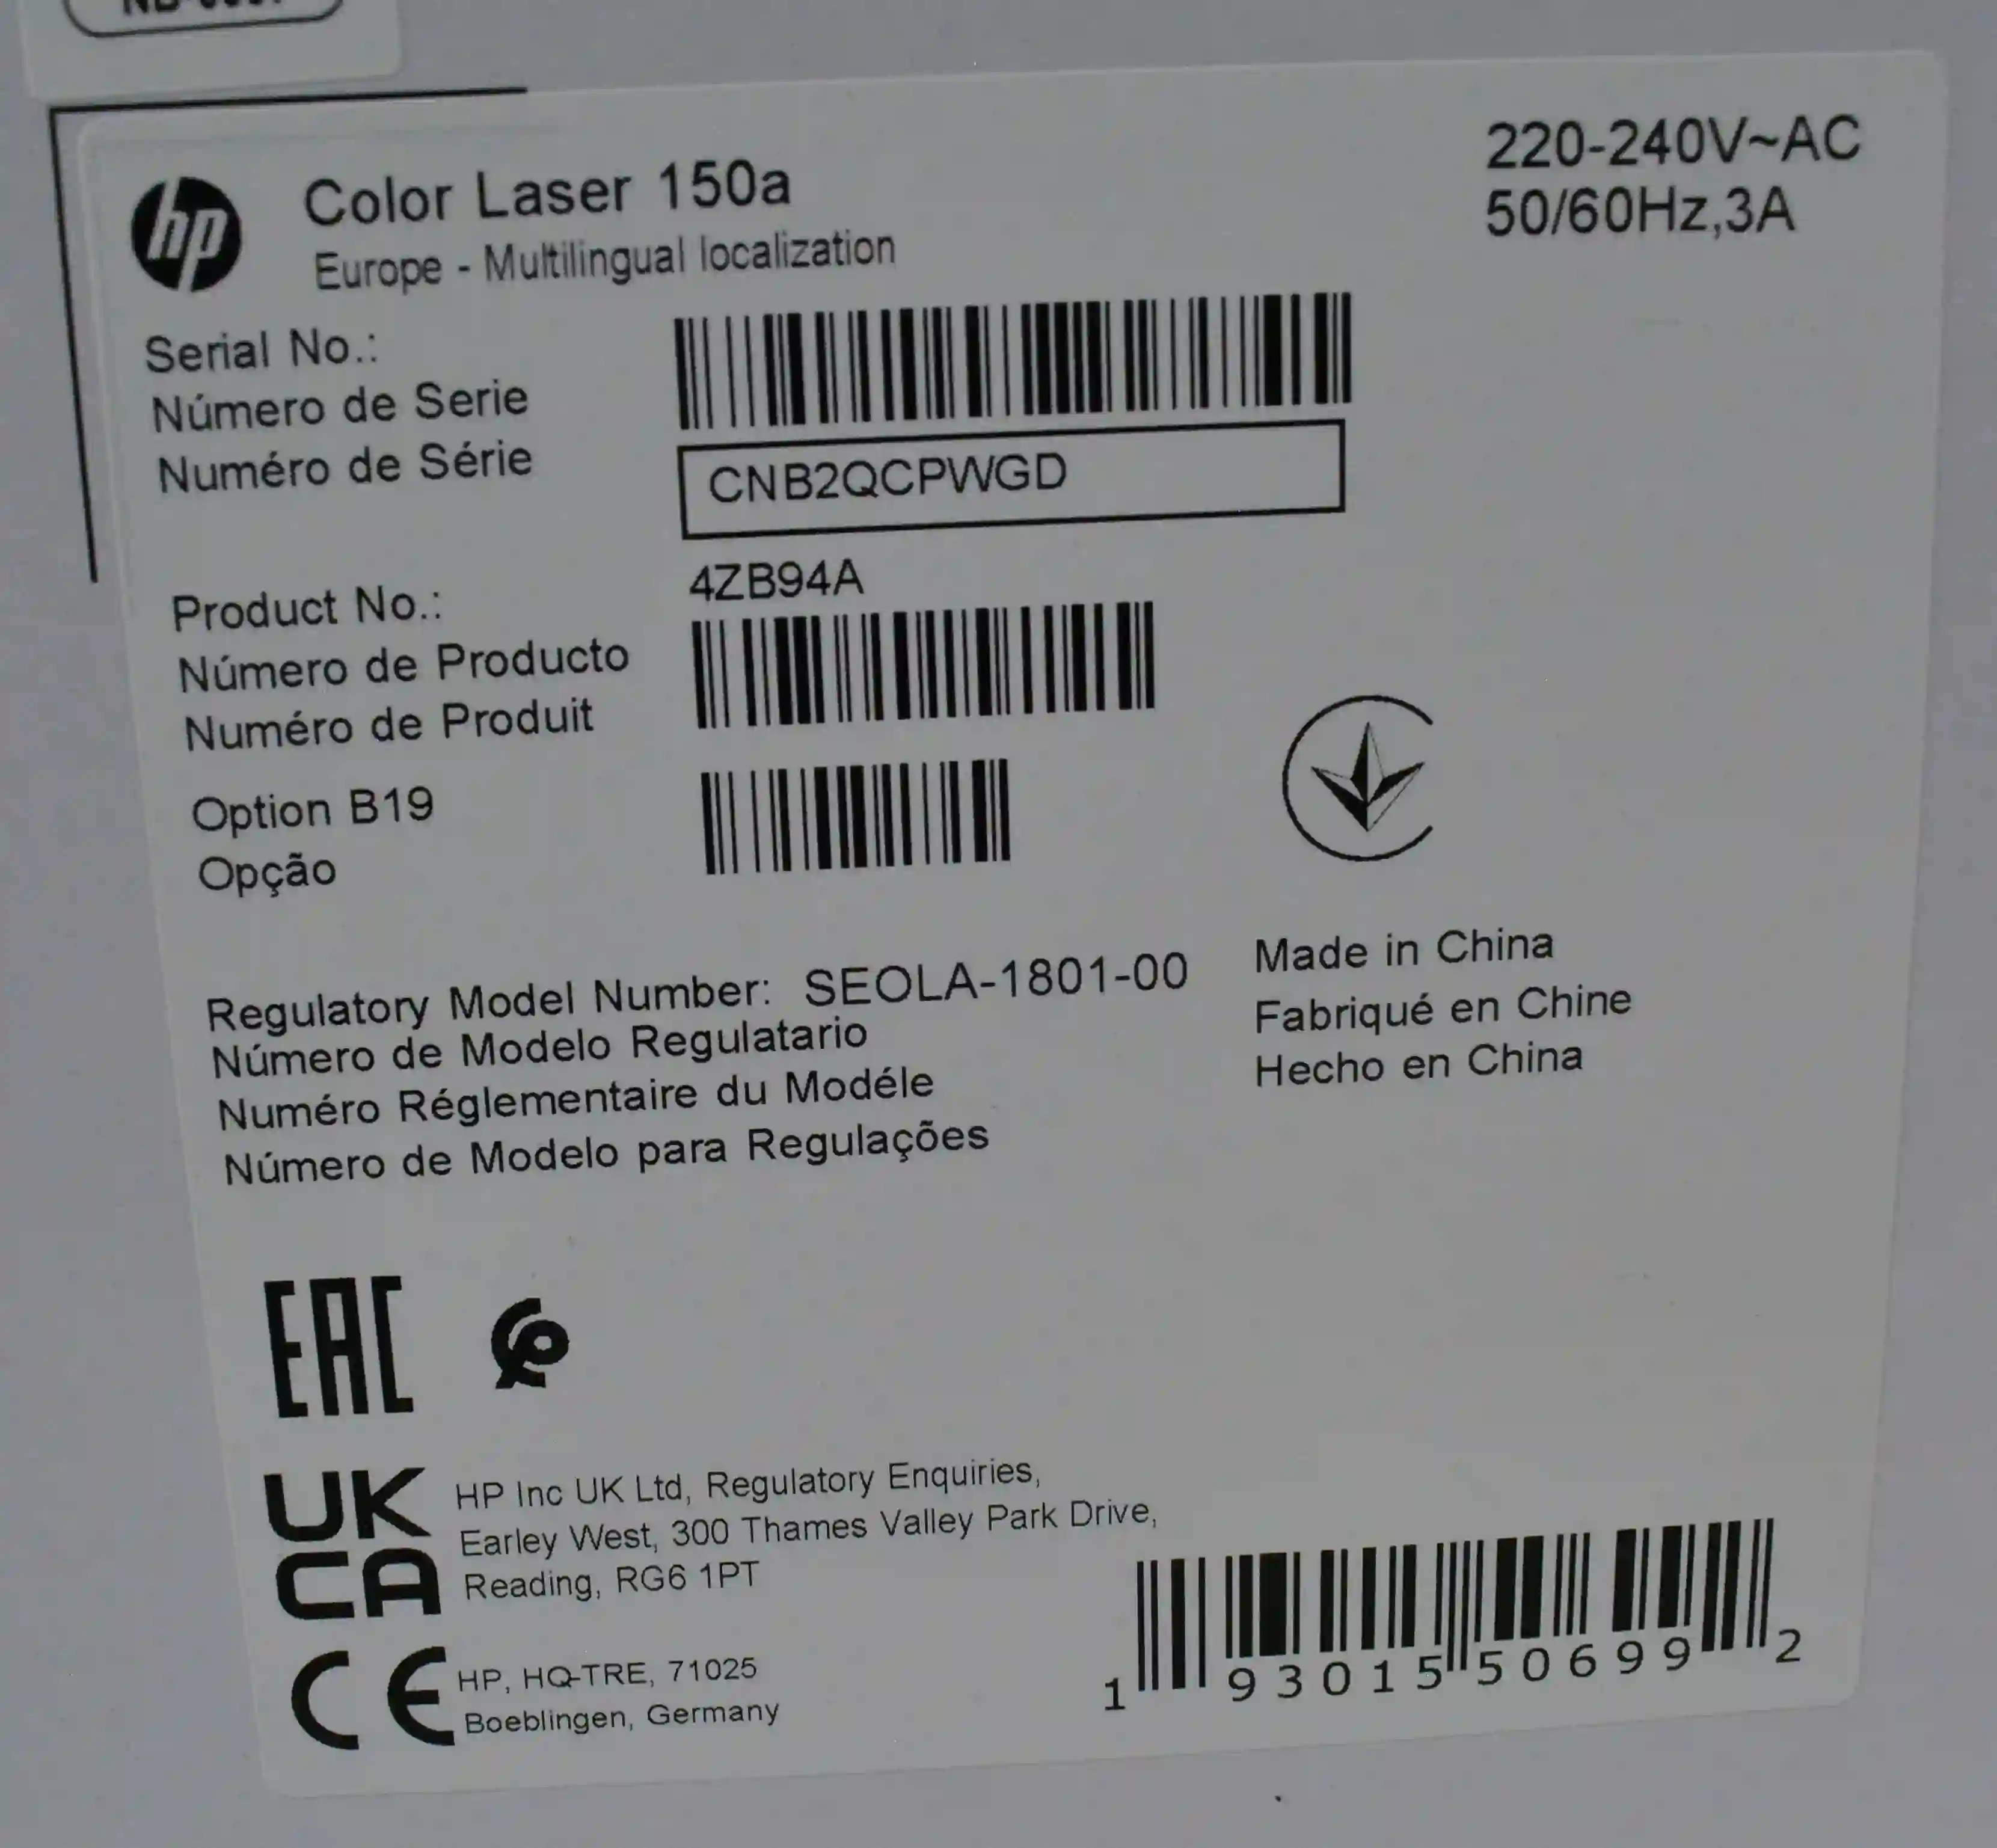 hp
Color Laser 150a
Europe - Multilingual localization
220-240V~AC
50/60Hz,3A
Serial No.:
Número de Serie
Numéro de Série
CNB2QCPWGD
Product No.:
Número de Producto
Numéro de Produit
4ZB94A
Option B19
Opção
Regulatory Model Number: SEOLA-1801-00
Número de Modelo Regulatario
Numéro Réglementaire du Modéle
Número de Modelo para Regulações
Made in China
Fabriqué en Chine
Hecho en China
EAC
UK
CA
HP Inc UK Ltd, Regulatory Enquiries,
Earley West, 300 Thames Valley Park Drive,
Reading, RG6 1PT
CE
HP, HQ-TRE, 71025
Boeblingen, Germany
1 93015 50699 2